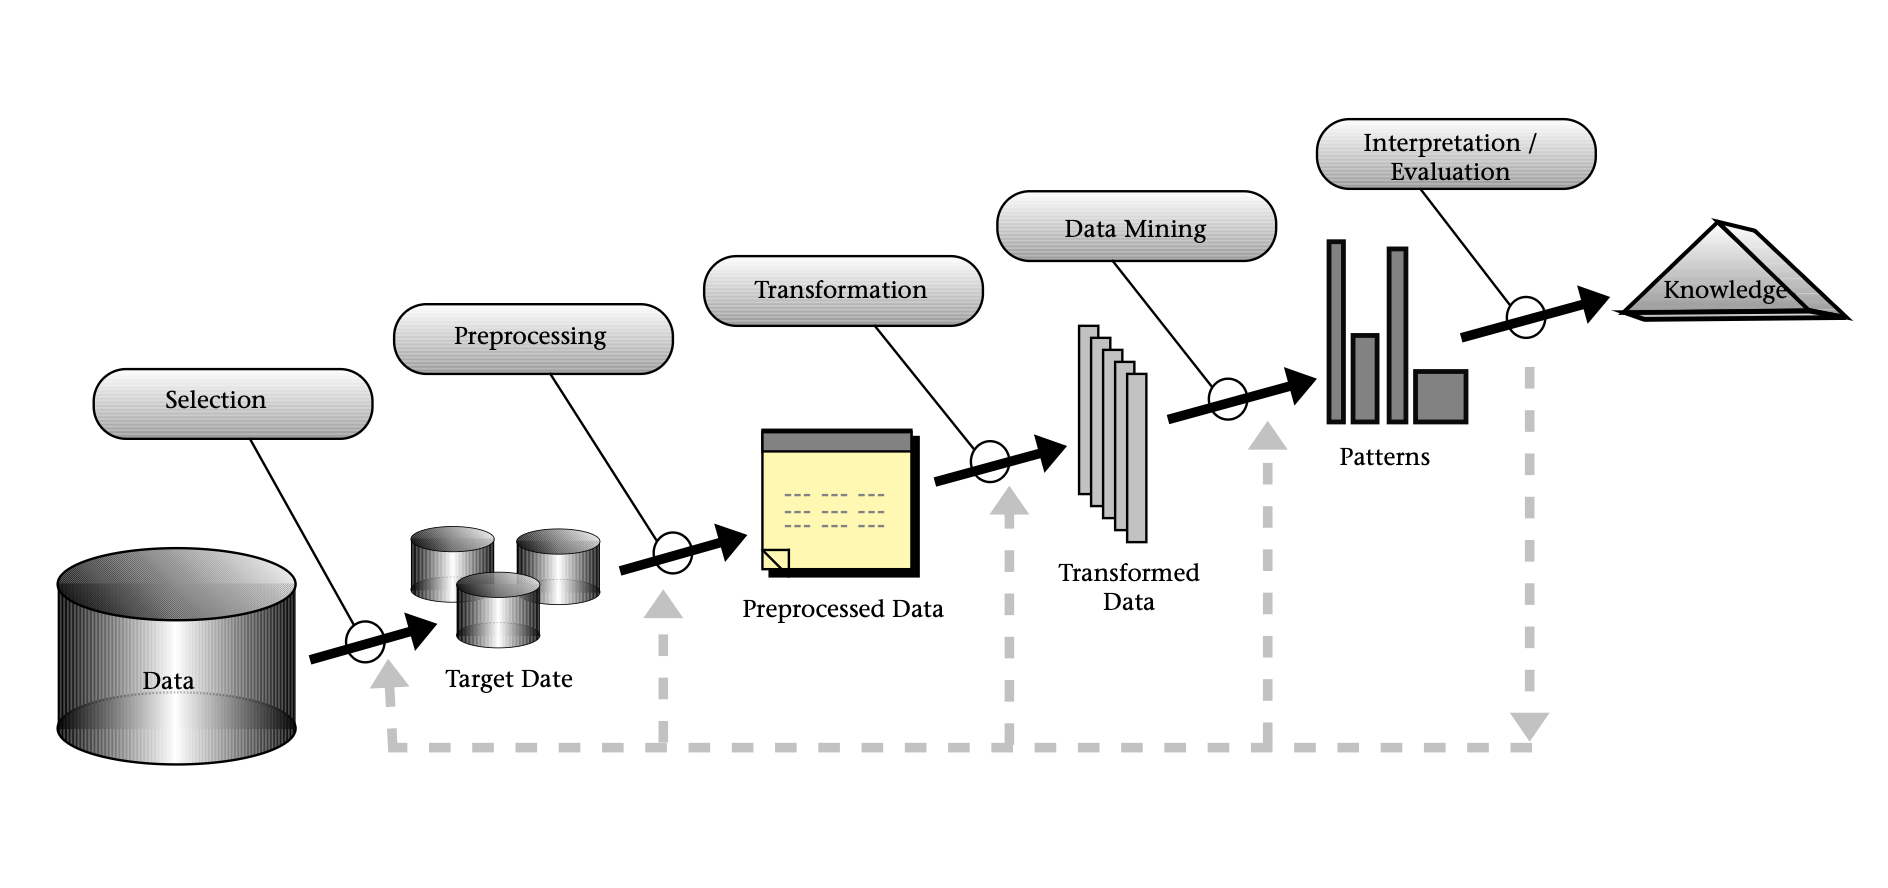 Interpretation /
Evaluation
Data Mining
Transformation
Preprocessing
Selection
Knowledge
Patterns
Transformed
Data
Preprocessed Data
Target Date
Data